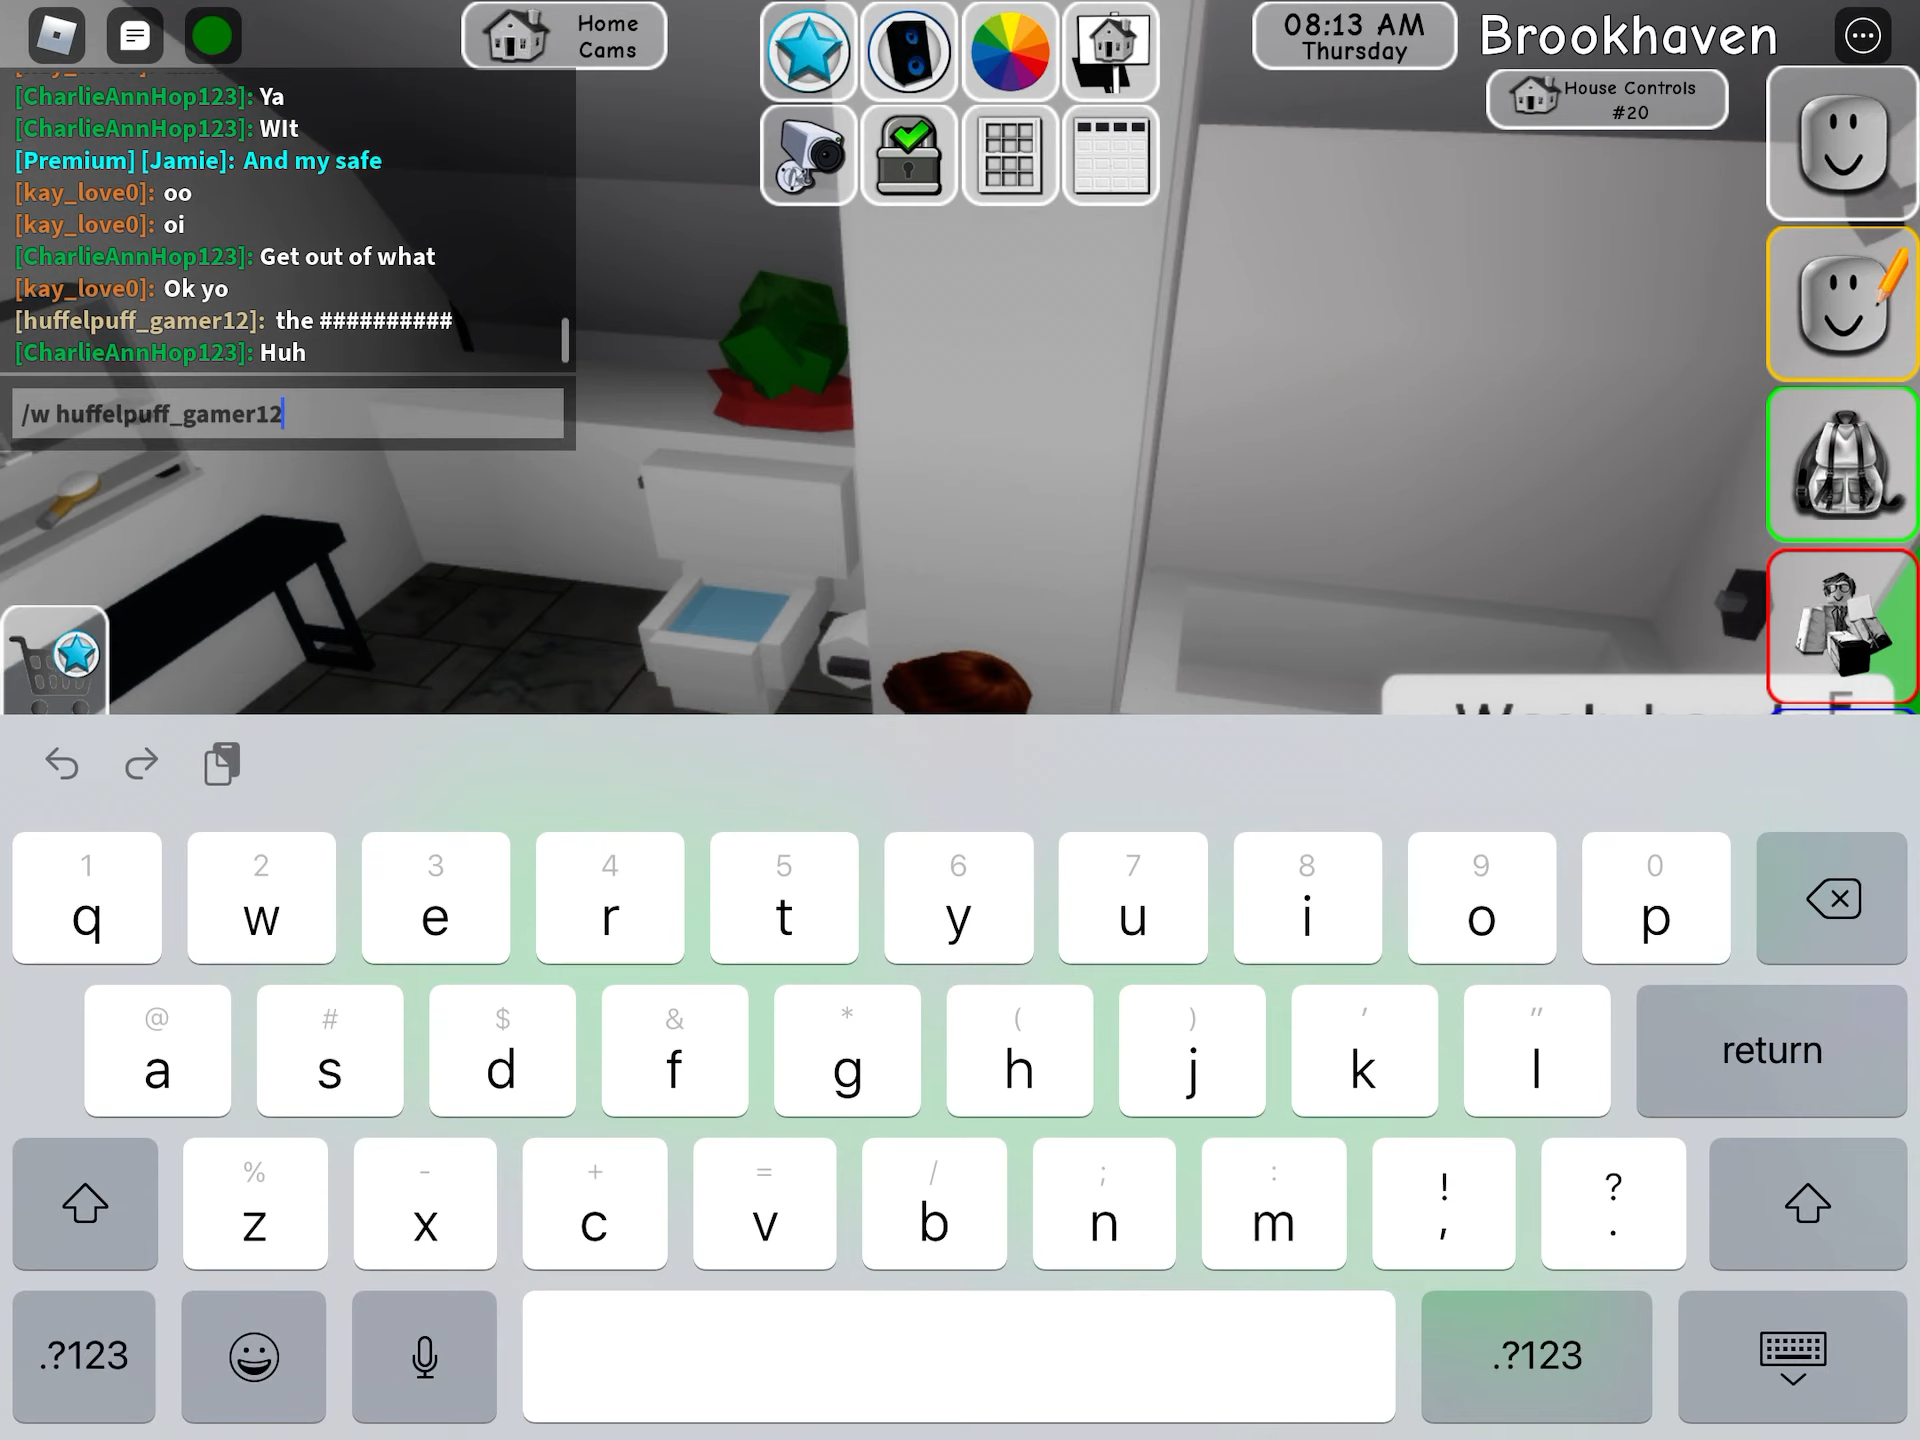 Home
Cams
08:13 AM
Thursday
Brookhaven
House Controls
#20
[CharlieAnnHop123]: Ya
[CharlieAnnHop123]: WIt
[Premium] [Jamie]: And my safe
[kay_love0]: oo
[kay_love0]: oi
[CharlieAnnHop123]: Get out of what
[kay_love0]: Ok yo
[huffelpuff_gamer12]: the ##########
[CharlieAnnHop123]: Huh
/w huffelpuff_gamer12
1 2 3 4 5 6 7 8 9 0
q w e r t y u i o p
@ # $ & * ( ) ' "
a s d f g h j k l return
% - + = / ; : ! ?
z x c v b n m , .
.?123 .?123